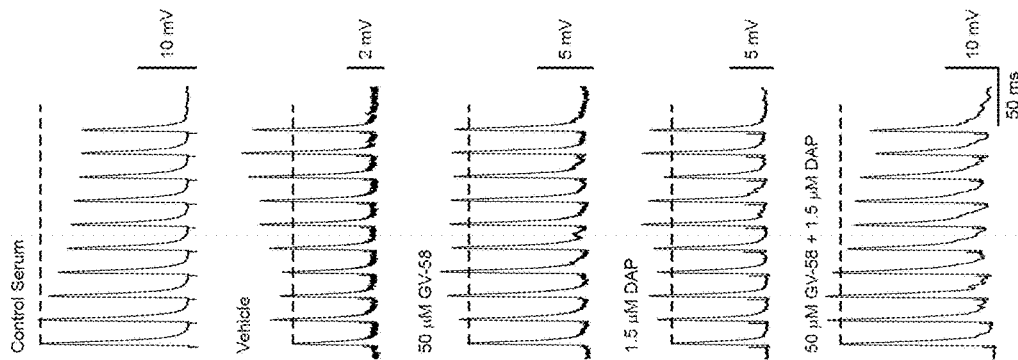 Control Serum
10 mV
Vehicle
2 mV
50 µM GV-58
5 mV
1.5 µM DAP
5 mV
50 µM GV-58 + 1.5 µM DAP
10 mV
50 ms